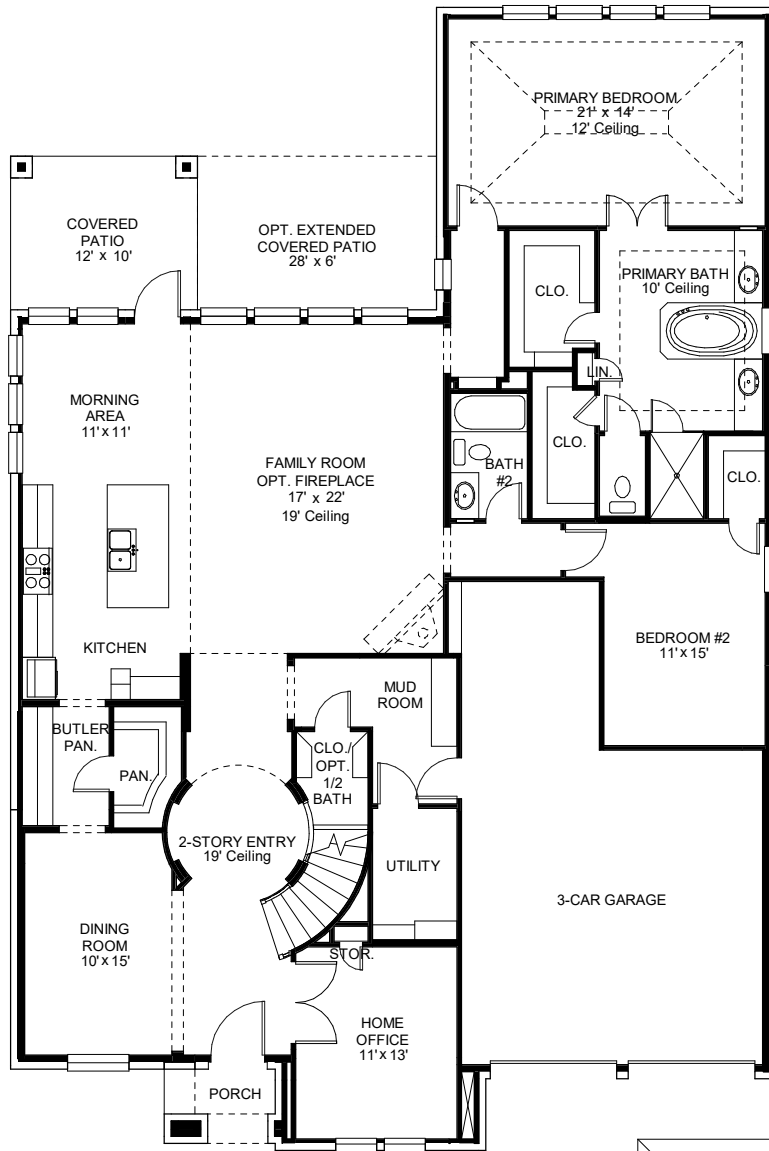 PRIMARY BEDROOM
21' x 14'
12' Ceiling
COVERED
PATIO
12' x 10'
OPT. EXTENDED
COVERED PATIO
28' x 6'
CLO.
PRIMARY BATH
10' Ceiling
LIN.
MORNING
AREA
11' x 11'
FAMILY ROOM
OPT. FIREPLACE
17' x 22'
19' Ceiling
BATH
#2
CLO.
CLO.
KITCHEN
BEDROOM #2
11' x 15'
MUD
ROOM
BUTLER
PAN.
PAN.
CLO./
OPT.
1/2
BATH
2-STORY ENTRY
19' Ceiling
UTILITY
3-CAR GARAGE
DINING
ROOM
10' x 15'
STOR.
HOME
OFFICE
11' x 13'
PORCH